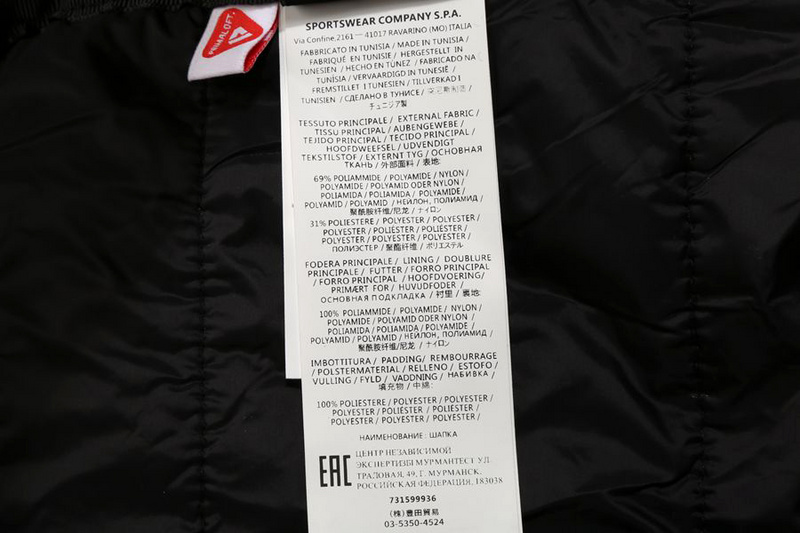 PRIMALOFT
SPORTSWEAR COMPANY S.P.A.
Via Confine,2161—41017 RAVARINO (MO) ITALIA
FABBRICATO IN TUNISIA / MADE IN TUNISIA /
FABRIQUÉ EN TUNISIE / HERGESTELLT IN
TUNESIEN / HECHO EN TÚNEZ / FABRICADO NA
TUNÍSIA / VERVAARDIGD IN TUNESIË /
FREMSTILLET I TUNESIEN / TILLVERKAD I
TUNISIEN / СДЕЛАНО В ТУНИСЕ /
チュニジア製
TESSUTO PRINCIPALE / EXTERNAL FABRIC /
TISSU PRINCIPAL / AUBENGEWEBE /
TEJIDO PRINCIPAL / TECIDO PRINCIPAL /
HOOFDWEEFSEL / UDVENDIGT
TEKSTILSTOF / EXTERNT TYG / ОСНОВНАЯ
ТКАНЬ / 外部面料 / 表地:
69% POLIAMMIDE / POLYAMIDE / NYLON /
POLYAMIDE / POLYAMID ODER NYLON /
POLIAMIDA / POLIAMIDA / POLYAMIDE /
POLYAMID / POLYAMID / НЕЙЛОН, ПОЛИАМИД /
聚酰胺纤维/尼龙 / ナイロン
31% POLIESTERE / POLYESTER / POLYESTER /
POLYESTER / POLIÉSTER / POLIÉSTER /
POLYESTER / POLYESTER / POLYESTER /
ПОЛИЭСТЕР / 聚酯纤维 / ポリエステル
FODERA PRINCIPALE / LINING / DOUBLURE
PRINCIPALE / FUTTER / FORRO PRINCIPAL
/ FORRO PRINCIPAL / HOOFDVOERING/
PRIMÆRT FOR / HUVUDFODER /
ОСНОВНАЯ ПОДКЛАДКА / 衬里 / 裏地:
100% POLIAMMIDE / POLYAMIDE / NYLON /
POLYAMIDE / POLYAMID ODER NYLON /
POLIAMIDA / POLIAMIDA / POLYAMIDE /
POLYAMID / POLYAMID / НЕЙЛОН, ПОЛИАМИД /
聚酰胺纤维/尼龙 / ナイロン
IMBOTTITURA / PADDING/ REMBOURRAGE
/ POLSTERMATERIAL / RELLENO / ESTOFO /
VULLING / FYLD / VADDNING / НАБИВКА /
填充物 / 中綿:
100% POLIESTERE / POLYESTER / POLYESTER /
POLYESTER / POLIÉSTER / POLIÉSTER /
POLYESTER / POLYESTER / POLYESTER /
НАИМЕНОВАНИЕ: ШАПКА
EAC
ЦЕНТР НЕЗАВИСИМОЙ
ЭКСПЕРТИЗЫ МУРМАНТЕСТ УЛ.
ТРАЛОВАЯ, 49, Г. МУРМАНСК,
РОССИЙСКАЯ ФЕДЕРАЦИЯ, 183038
731599936
(株)豊田貿易
03-5350-4524